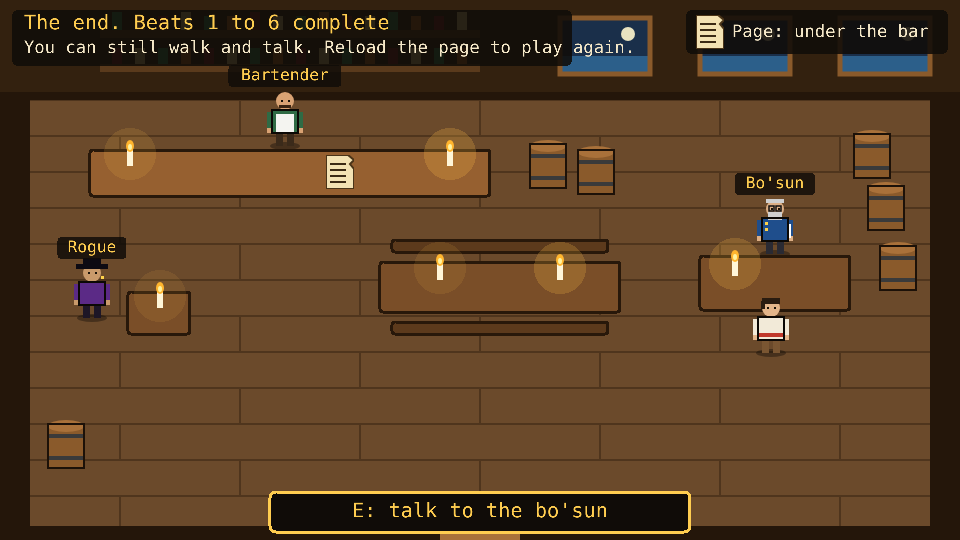 The end. Beats 1 to 6 complete
You can still walk and talk. Reload the page to play again.
Page: under the bar
Bartender
Bo'sun
Rogue
E: talk to the bo'sun